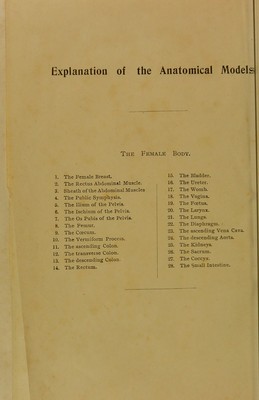 Explanation of the Anatomical Models
The Female Body.
1. The Female Breast.
2. The Rectus Abdominal Muscle.
3. Sheath of the Abdominal Muscles
4. The Public Symphysis.
5. The Ilium of the Pelvis.
6. The Ischium of the Pelvis.
7. The Os Pubis of the Pelvis
8. The Femur.
9. The Cœcum.
10. The Vermiform Process.
11. The ascending Colon.
12. The transverse Colon.
13. The descending Colon.
14. The Rectum.
15. The Bladder.
16. The Ureter.
17. The Womb.
18. The Vagina.
19. The Fœtus.
20. The Larynx.
21. The Lungs
22. The Diaphragm.
23. The ascending Vena Cava.
24. The descending Aorta.
25. The Kidneys.
26. The Sacrum.
27. The Coccyx.
28. The Small Intestine.